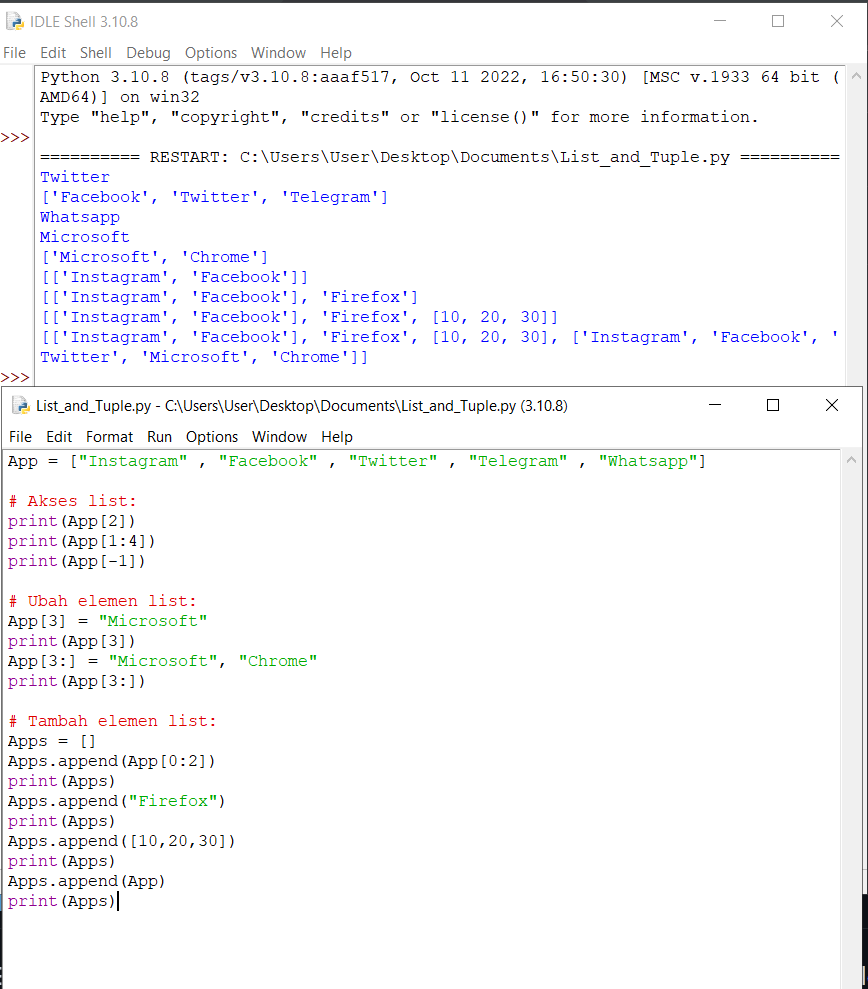 IDLE Shell 3.10.8
File Edit Shell Debug Options Window Help
Python 3.10.8 (tags/v3.10.8:aaaf517, Oct 11 2022, 16:50:30) [MSC v.1933 64 bit (
AMD64)] on win32
Type "help", "copyright", "credits" or "license()" for more information.
>>>
========== RESTART: C:\Users\User\Desktop\Documents\List_and_Tuple.py ==========
Twitter
['Facebook', 'Twitter', 'Telegram']
Whatsapp
Microsoft
['Microsoft', 'Chrome']
[['Instagram', 'Facebook']]
[['Instagram', 'Facebook'], 'Firefox']
[['Instagram', 'Facebook'], 'Firefox', [10, 20, 30]]
[['Instagram', 'Facebook'], 'Firefox', [10, 20, 30], ['Instagram', 'Facebook', '
Twitter', 'Microsoft', 'Chrome']]
>>>
List_and_Tuple.py - C:\Users\User\Desktop\Documents\List_and_Tuple.py (3.10.8)
File Edit Format Run Options Window Help
App = ["Instagram" , "Facebook" , "Twitter" , "Telegram" , "Whatsapp"]
# Akses list:
print(App[2])
print(App[1:4])
print(App[-1])
# Ubah elemen list:
App[3] = "Microsoft"
print(App[3])
App[3:] = "Microsoft", "Chrome"
print(App[3:])
# Tambah elemen list:
Apps = []
Apps.append(App[0:2])
print(Apps)
Apps.append("Firefox")
print(Apps)
Apps.append([10,20,30])
print(Apps)
Apps.append(App)
print(Apps)